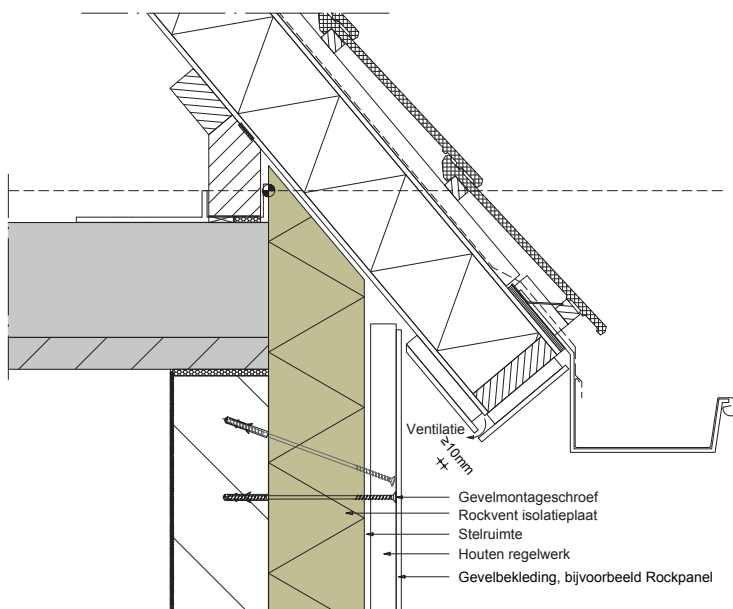 Ventilatie
≥10mm
Gevelmontageschroef
Rockvent isolatieplaat
Stelruimte
Houten regelwerk
Gevelbekleding, bijvoorbeeld Rockpanel